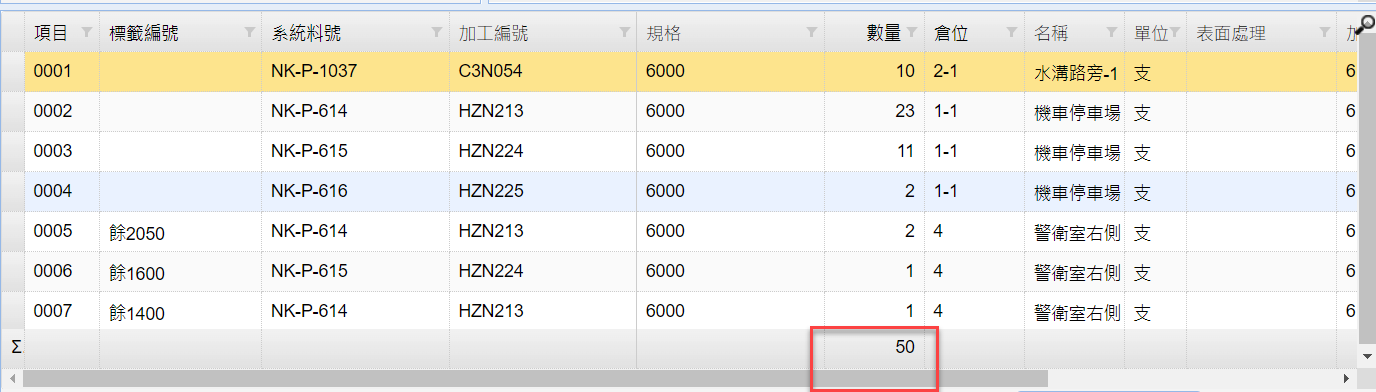 項目 標籤編號 系統料號 加工編號 規格 數量 倉位 名稱 單位 表面處理
0001 NK-P-1037 C3N054 6000 10 2-1 水溝路旁-1 支 6
0002 NK-P-614 HZN213 6000 23 1-1 機車停車場 支 6
0003 NK-P-615 HZN224 6000 11 1-1 機車停車場 支 6
0004 NK-P-616 HZN225 6000 2 1-1 機車停車場 支 6
0005 餘2050 NK-P-614 HZN213 6000 2 4 警衛室右側 支 6
0006 餘1600 NK-P-615 HZN224 6000 1 4 警衛室右側 支 6
0007 餘1400 NK-P-614 HZN213 6000 1 4 警衛室右側 支 6
Σ 50